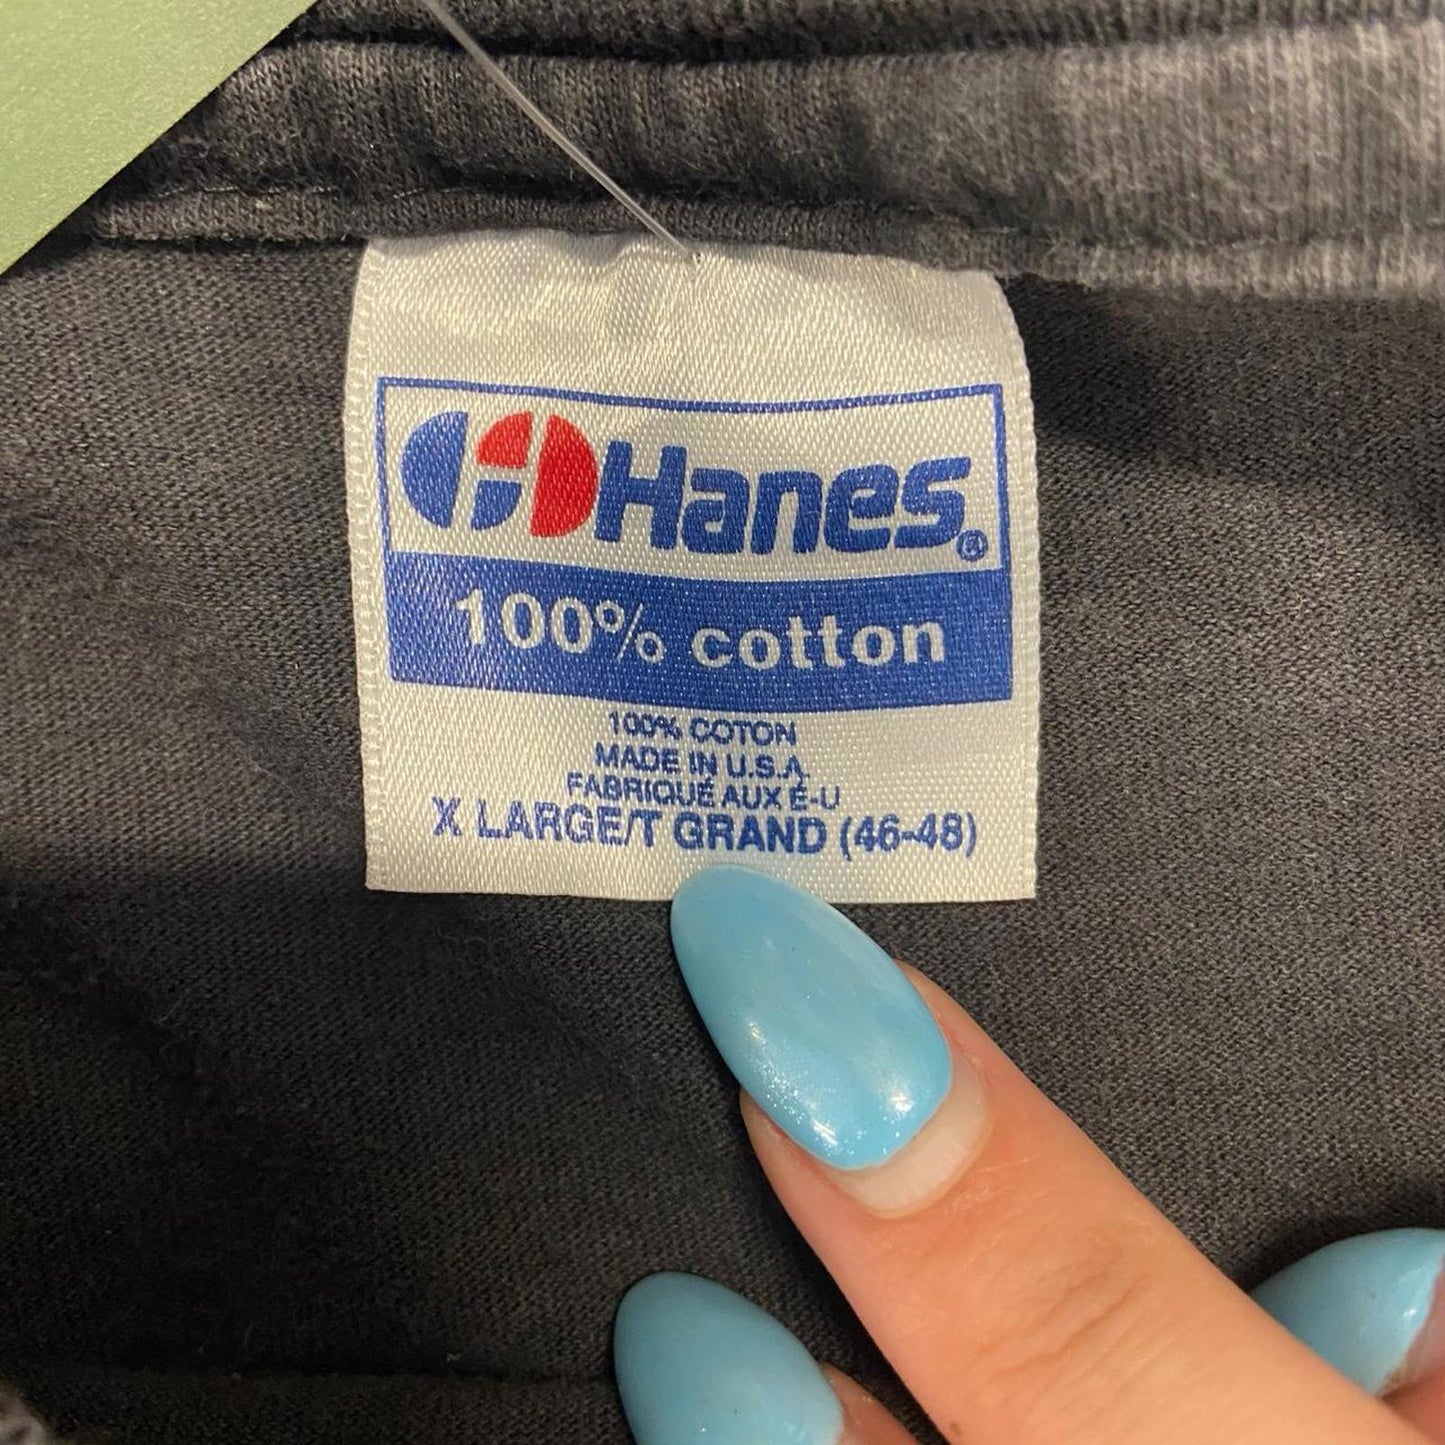 Hanes®
100% cotton
100% COTON
MADE IN U.S.A.
FABRIQUÉ AUX É-U
X LARGE/T GRAND (46-48)